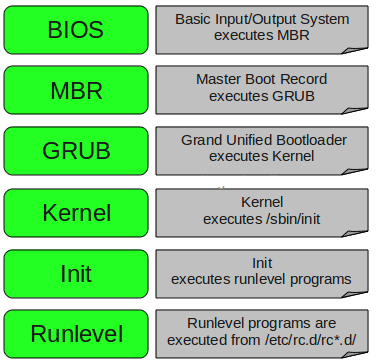 BIOS
Basic Input/Output System
executes MBR
MBR
Master Boot Record
executes GRUB
GRUB
Grand Unified Bootloader
executes Kernel
Kernel
Kernel
executes /sbin/init
Init
Init
executes runlevel programs
Runlevel
Runlevel programs are
executed from /etc/rc.d/rc*.d/